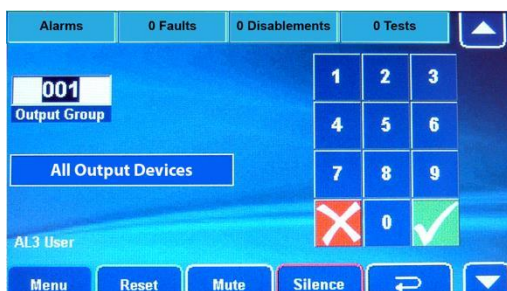 Alarms 0 Faults 0 Disablements 0 Tests
001
Output Group
All Output Devices
1 2 3
4 5 6
7 8 9
0
AL3 User
Menu Reset Mute Silence